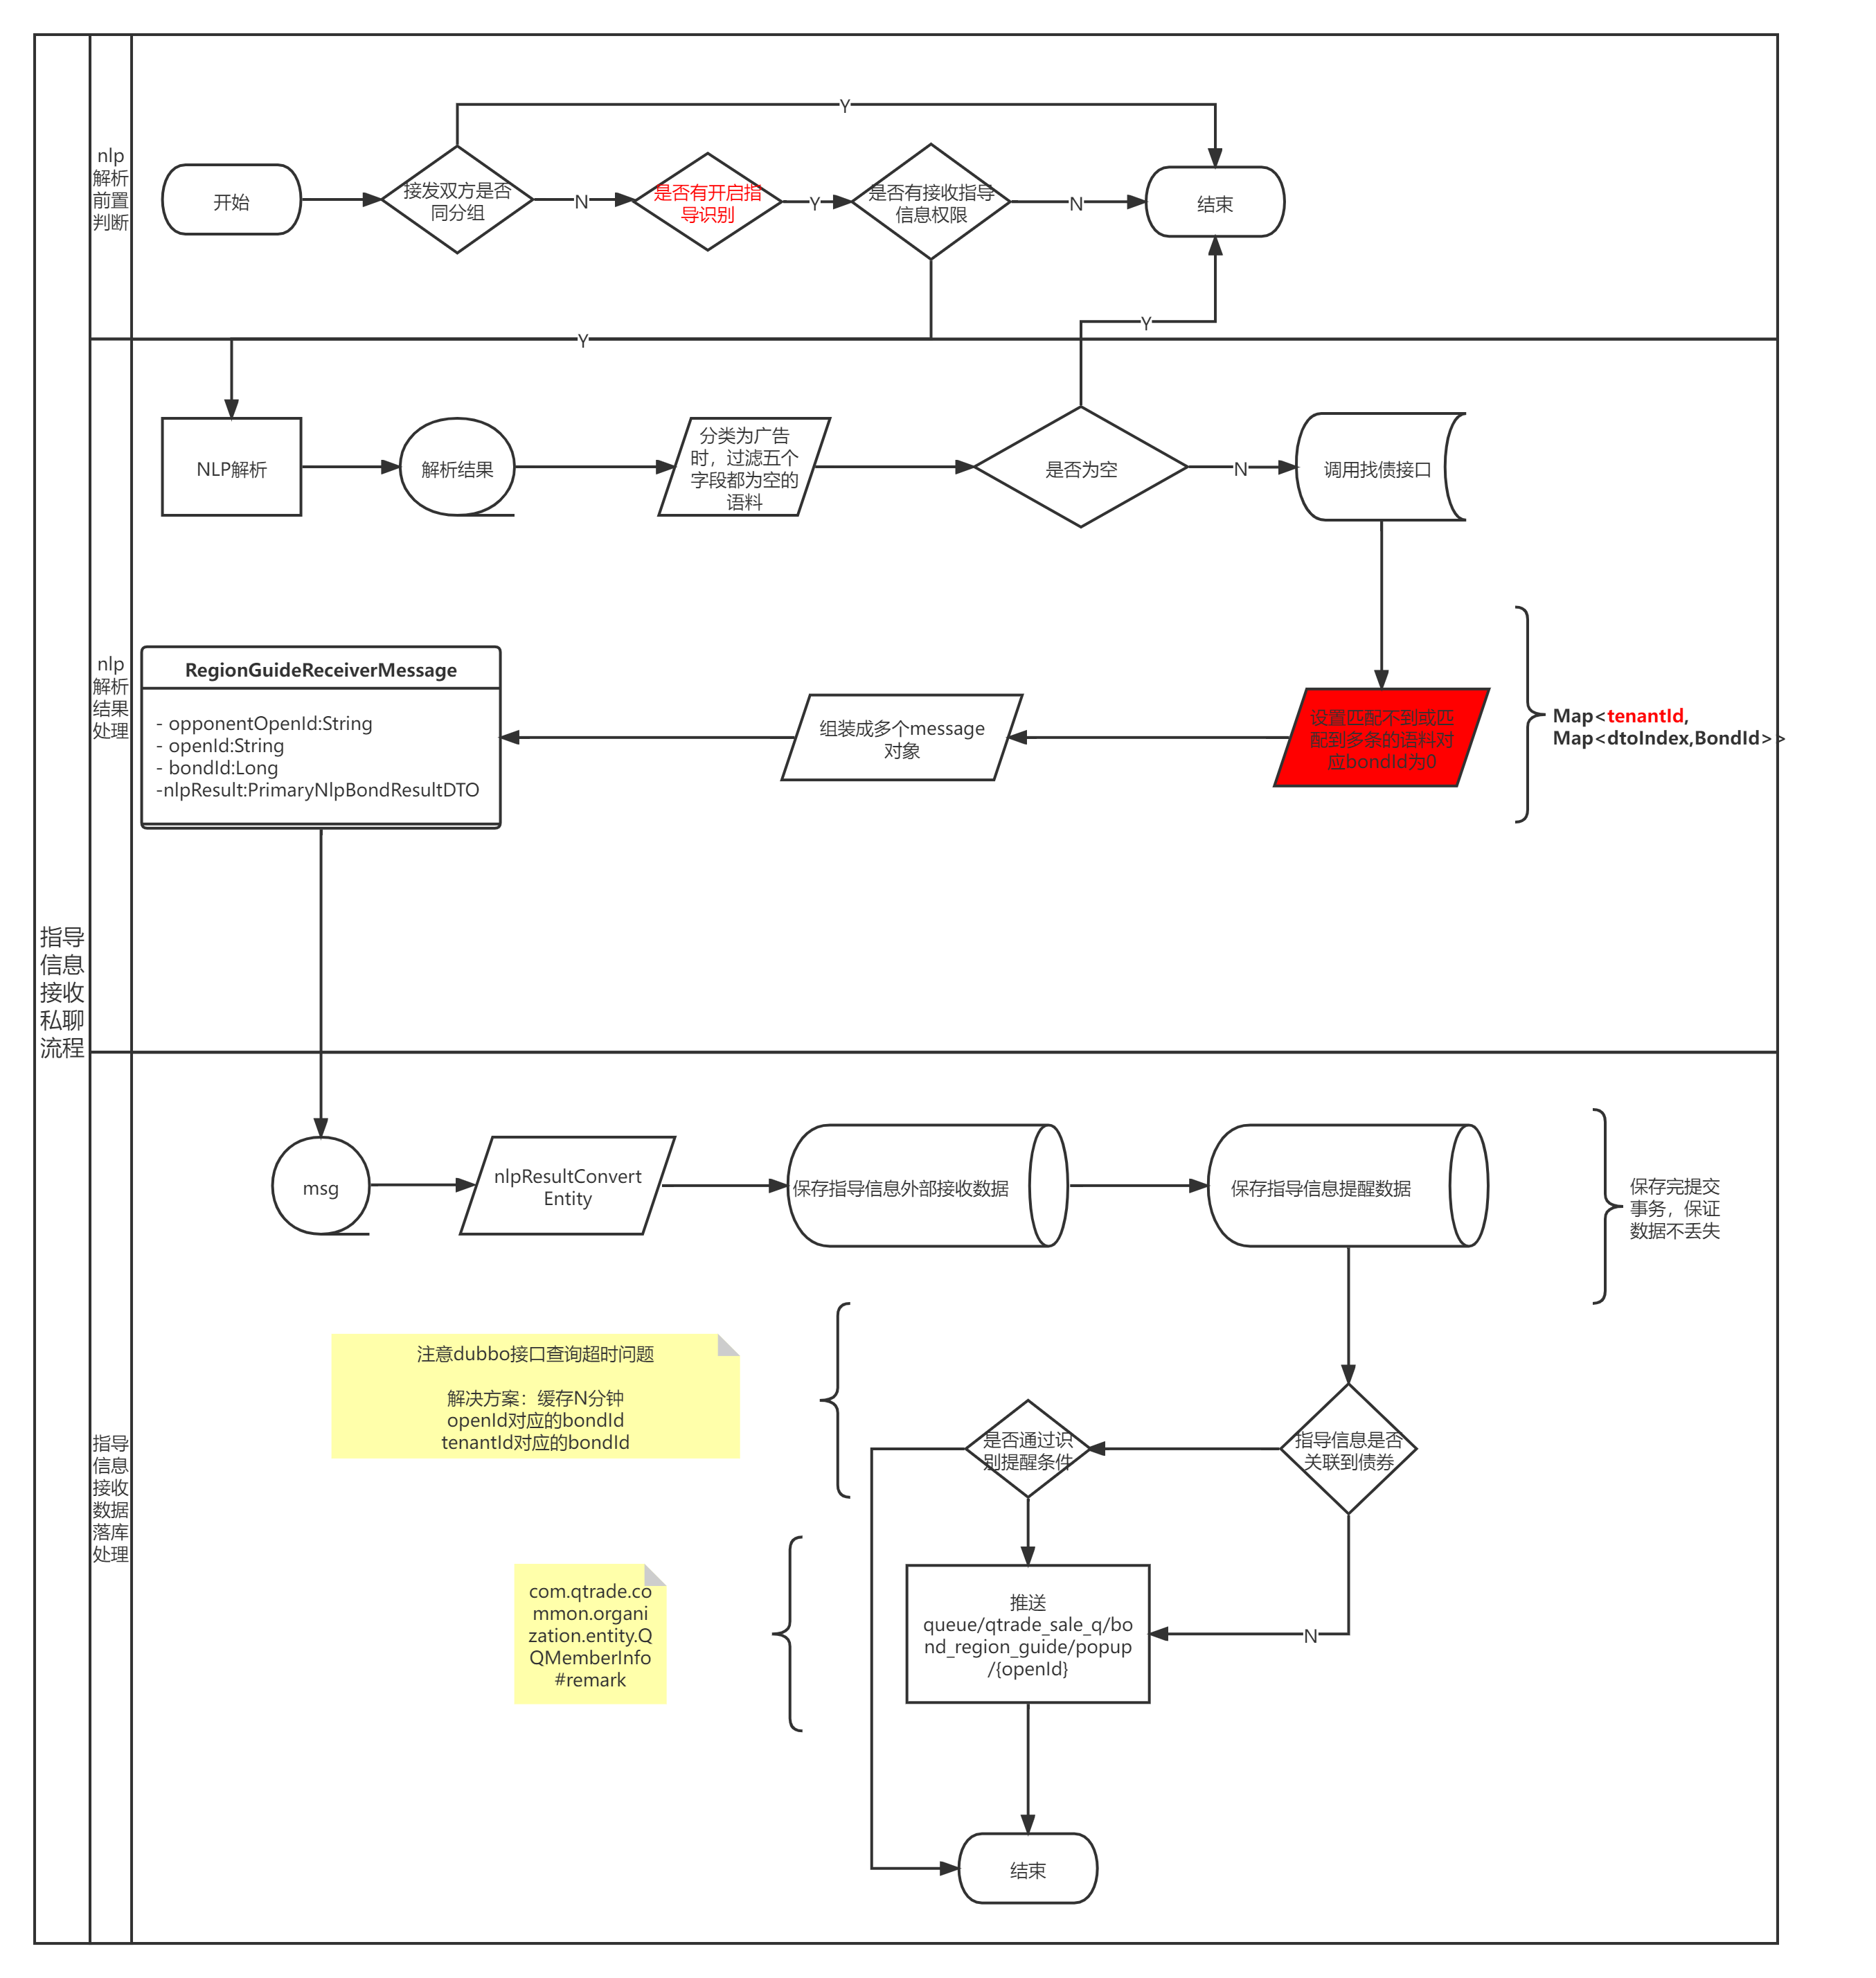 指导
信息
接收
私聊
流程
nlp
解析
前置
判断
Y
开始
接发双方是否
同分组
N
是否有开启指
导识别
Y
是否有接收指导
信息权限
N
结束
Y
Y
nlp
解析
结果
处理
NLP解析
解析结果
分类为广告
时，过滤五个
字段都为空的
语料
是否为空
N
调用找债接口
RegionGuideReceiverMessage
- opponentOpenId:String
- openId:String
- bondId:Long
-nlpResult:PrimaryNlpBondResultDTO
组装成多个message
对象
设置匹配不到或匹
配到多条的语料对
应bondId为0
Map<tenantId,
Map<dtoIndex,BondId>>
指导
信息
接收
数据
落库
处理
msg
nlpResultConvert
Entity
保存指导信息外部接收数据
保存指导信息提醒数据
保存完提交
事务，保证
数据不丢失
注意dubbo接口查询超时问题
解决方案：缓存N分钟
openId对应的bondId
tenantId对应的bondId
是否通过识
别提醒条件
指导信息是否
关联到债券
com.qtrade.co
mmon.organi
zation.entity.Q
QMemberInfo
#remark
推送
queue/qtrade_sale_q/bo
nd_region_guide/popup
/{openId}
N
结束